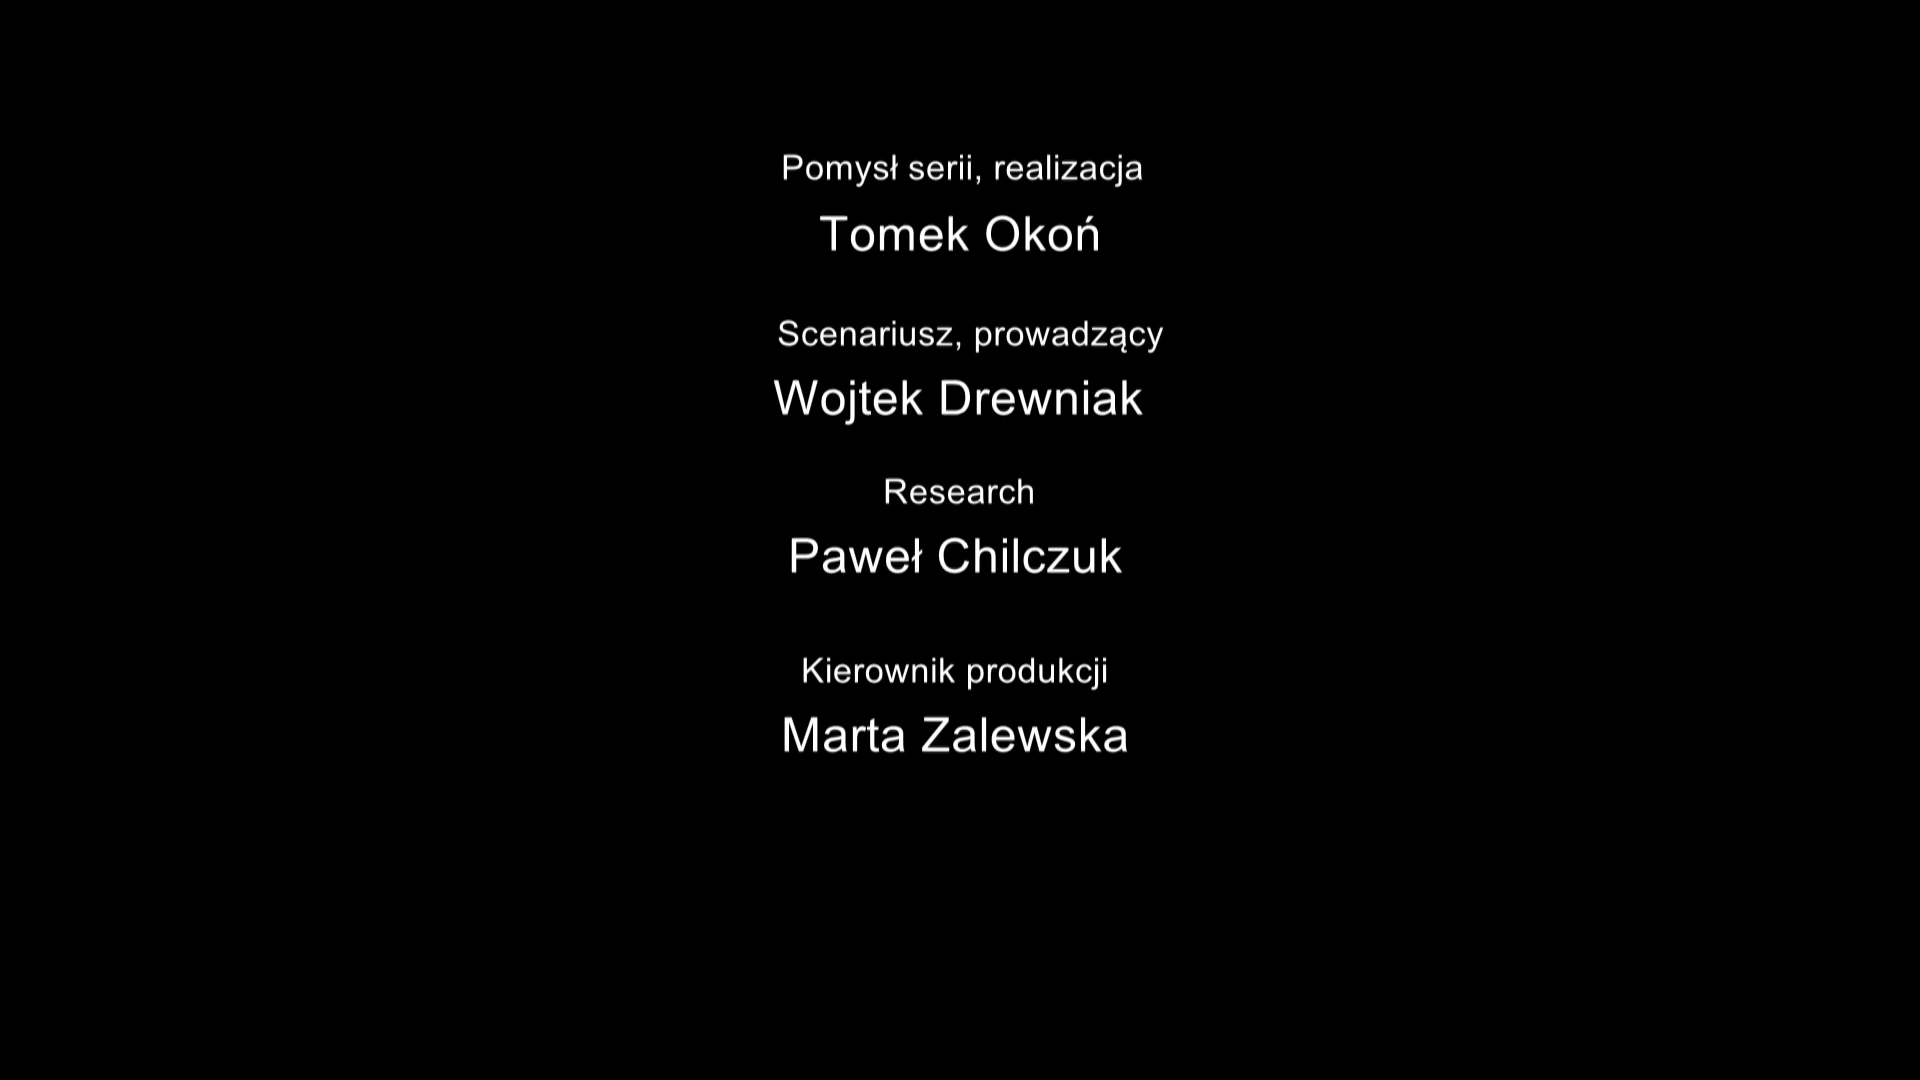 Pomysł serii, realizacja
Tomek Okoń
Scenariusz, prowadzący
Wojtek Drewniak
Research
Paweł Chilczuk
Kierownik produkcji
Marta Zalewska